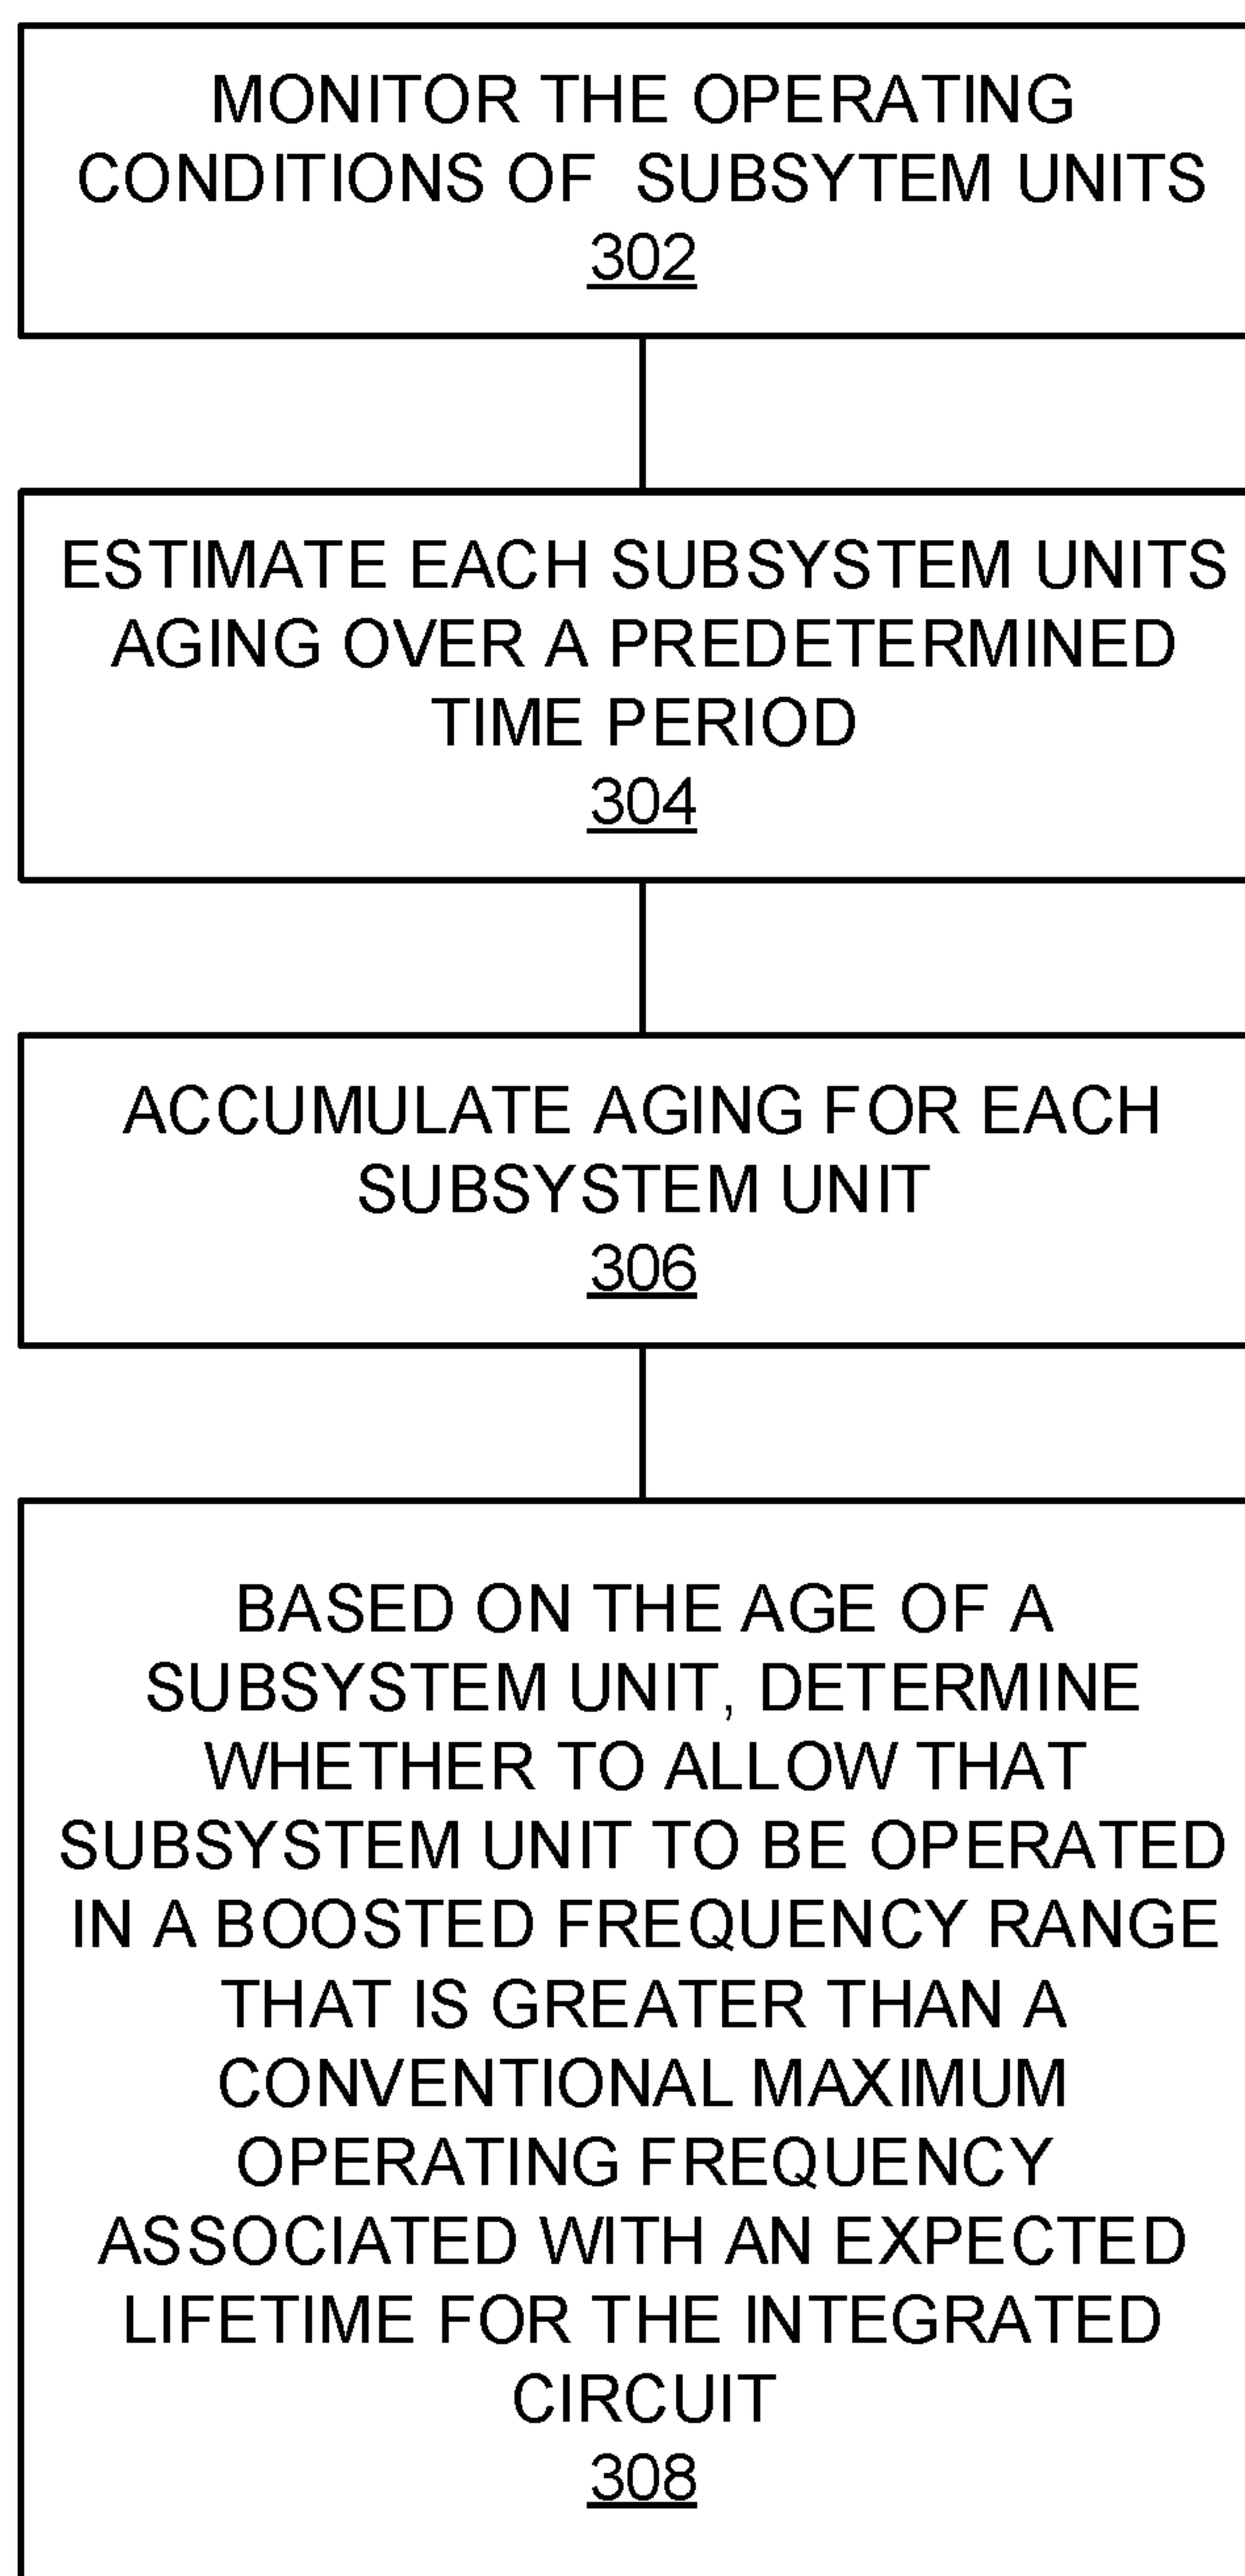 MONITOR THE OPERATING
CONDITIONS OF SUBSYTEM UNITS
302
ESTIMATE EACH SUBSYSTEM UNITS
AGING OVER A PREDETERMINED
TIME PERIOD
304
ACCUMULATE AGING FOR EACH
SUBSYSTEM UNIT
306
BASED ON THE AGE OF A
SUBSYSTEM UNIT, DETERMINE
WHETHER TO ALLOW THAT
SUBSYSTEM UNIT TO BE OPERATED
IN A BOOSTED FREQUENCY RANGE
THAT IS GREATER THAN A
CONVENTIONAL MAXIMUM
OPERATING FREQUENCY
ASSOCIATED WITH AN EXPECTED
LIFETIME FOR THE INTEGRATED
CIRCUIT
308